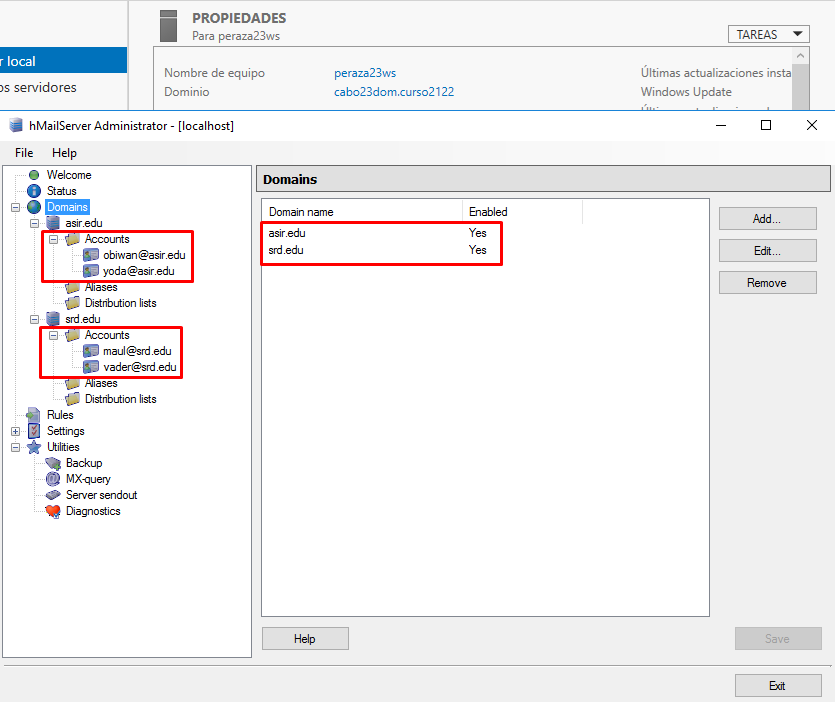 PROPIEDADES
Para peraza23ws
TAREAS
r local
os servidores
Nombre de equipo peraza23ws Últimas actualizaciones insta
Dominio cabo23dom.curso2122 Windows Update
hMailServer Administrator - [localhost]
File Help
Welcome
Status
Domains
asir.edu
Accounts
obiwan@asir.edu
yoda@asir.edu
Aliases
Distribution lists
srd.edu
Accounts
maul@srd.edu
vader@srd.edu
Aliases
Distribution lists
Rules
Settings
Utilities
Backup
MX-query
Server sendout
Diagnostics
Domains
Domain name Enabled
asir.edu Yes
srd.edu Yes
Add...
Edit...
Remove
Help
Save
Exit